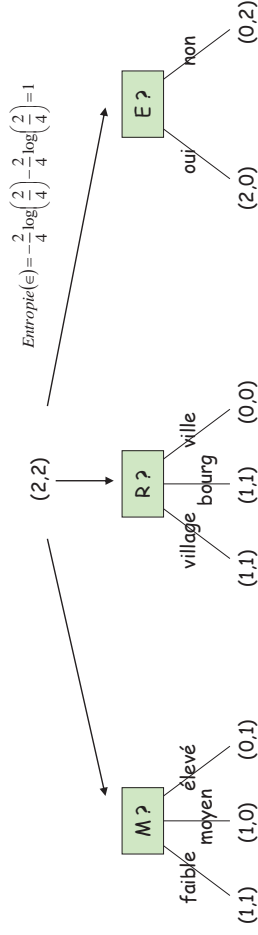 Entropie(∈) = −2/4 log(2/4) − 2/4 log(2/4) = 1
(2,2)
M ? R ? E ?
faible moyen élevé village bourg ville oui non
(1,1) (1,0) (0,1) (1,1) (1,1) (0,0) (2,0) (0,2)